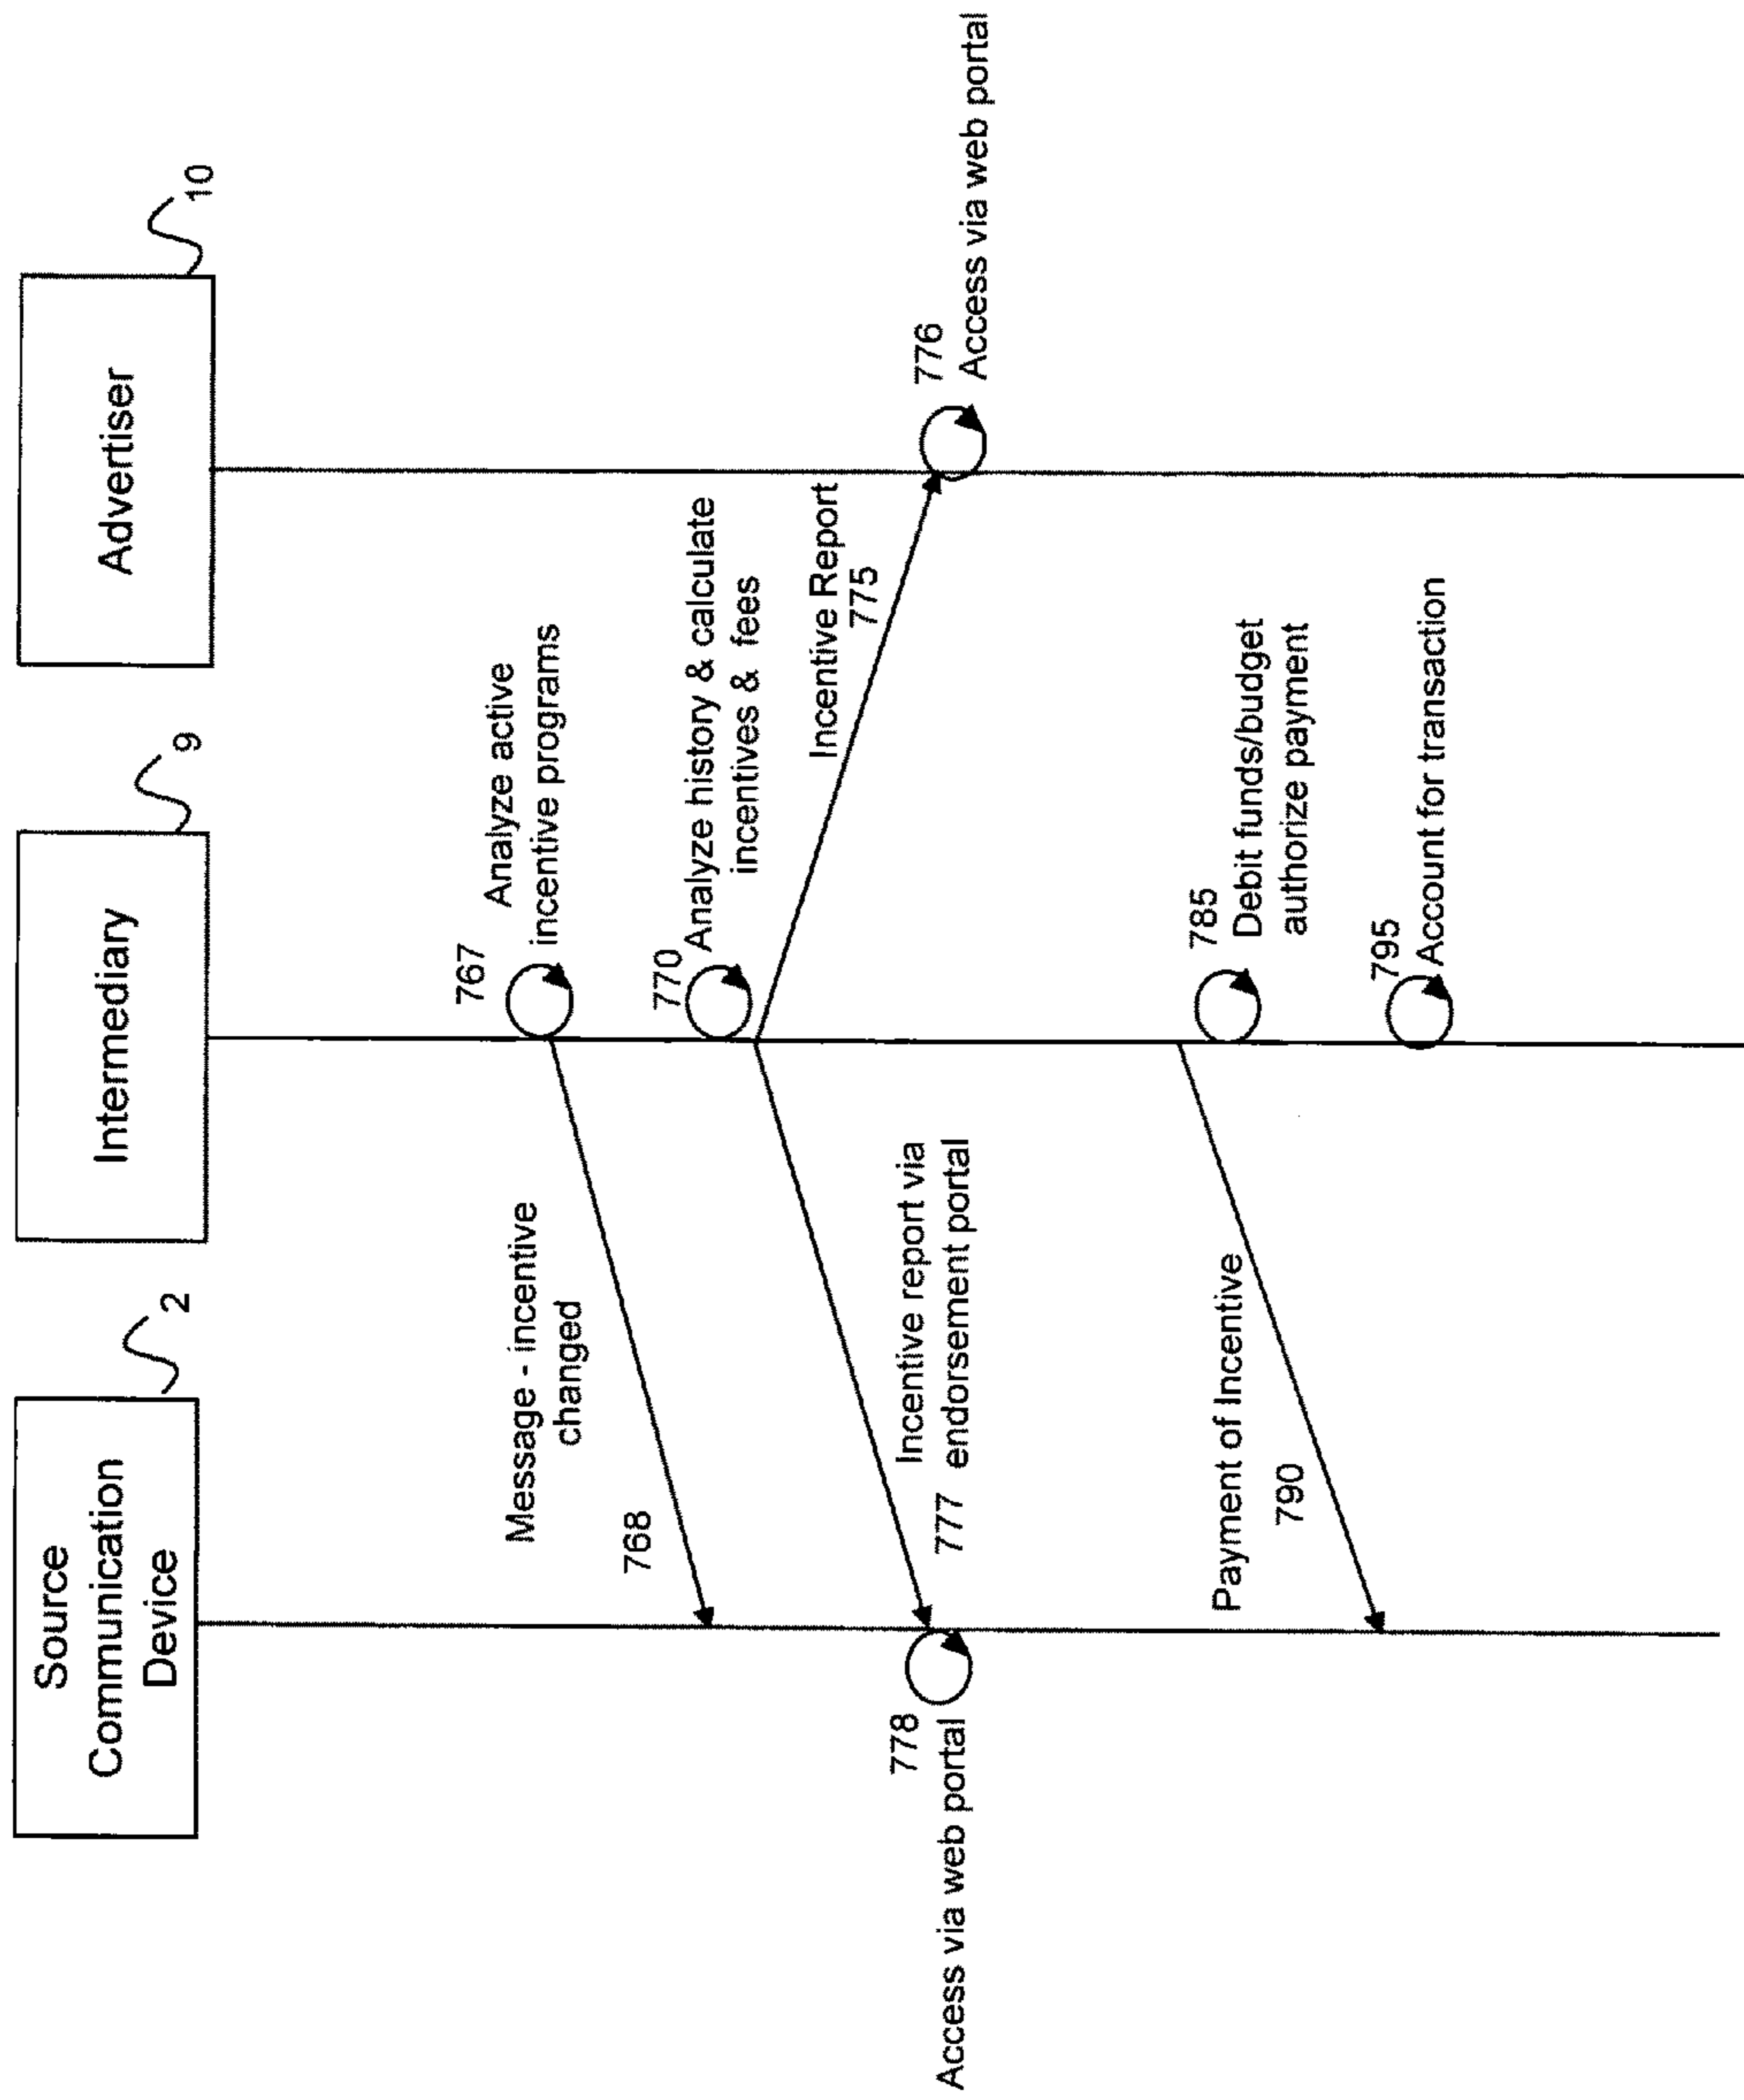 Source
Communication
Device
2
Intermediary
9
Advertiser
10
767
Analyze active
incentive programs
Message - incentive
changed
768
770
Analyze history & calculate
incentives & fees
Incentive Report
775
776
Access via web portal
Incentive report via
777 endorsement portal
778
Access via web portal
785
Debit funds/budget
authorize payment
Payment of Incentive
790
795
Account for transaction